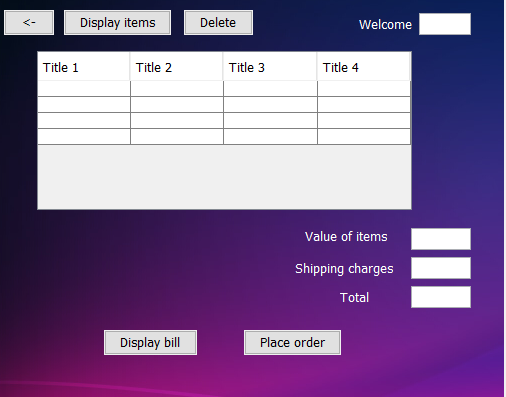 <- Display items Delete Welcome
Title 1 Title 2 Title 3 Title 4
Value of items
Shipping charges
Total
Display bill Place order